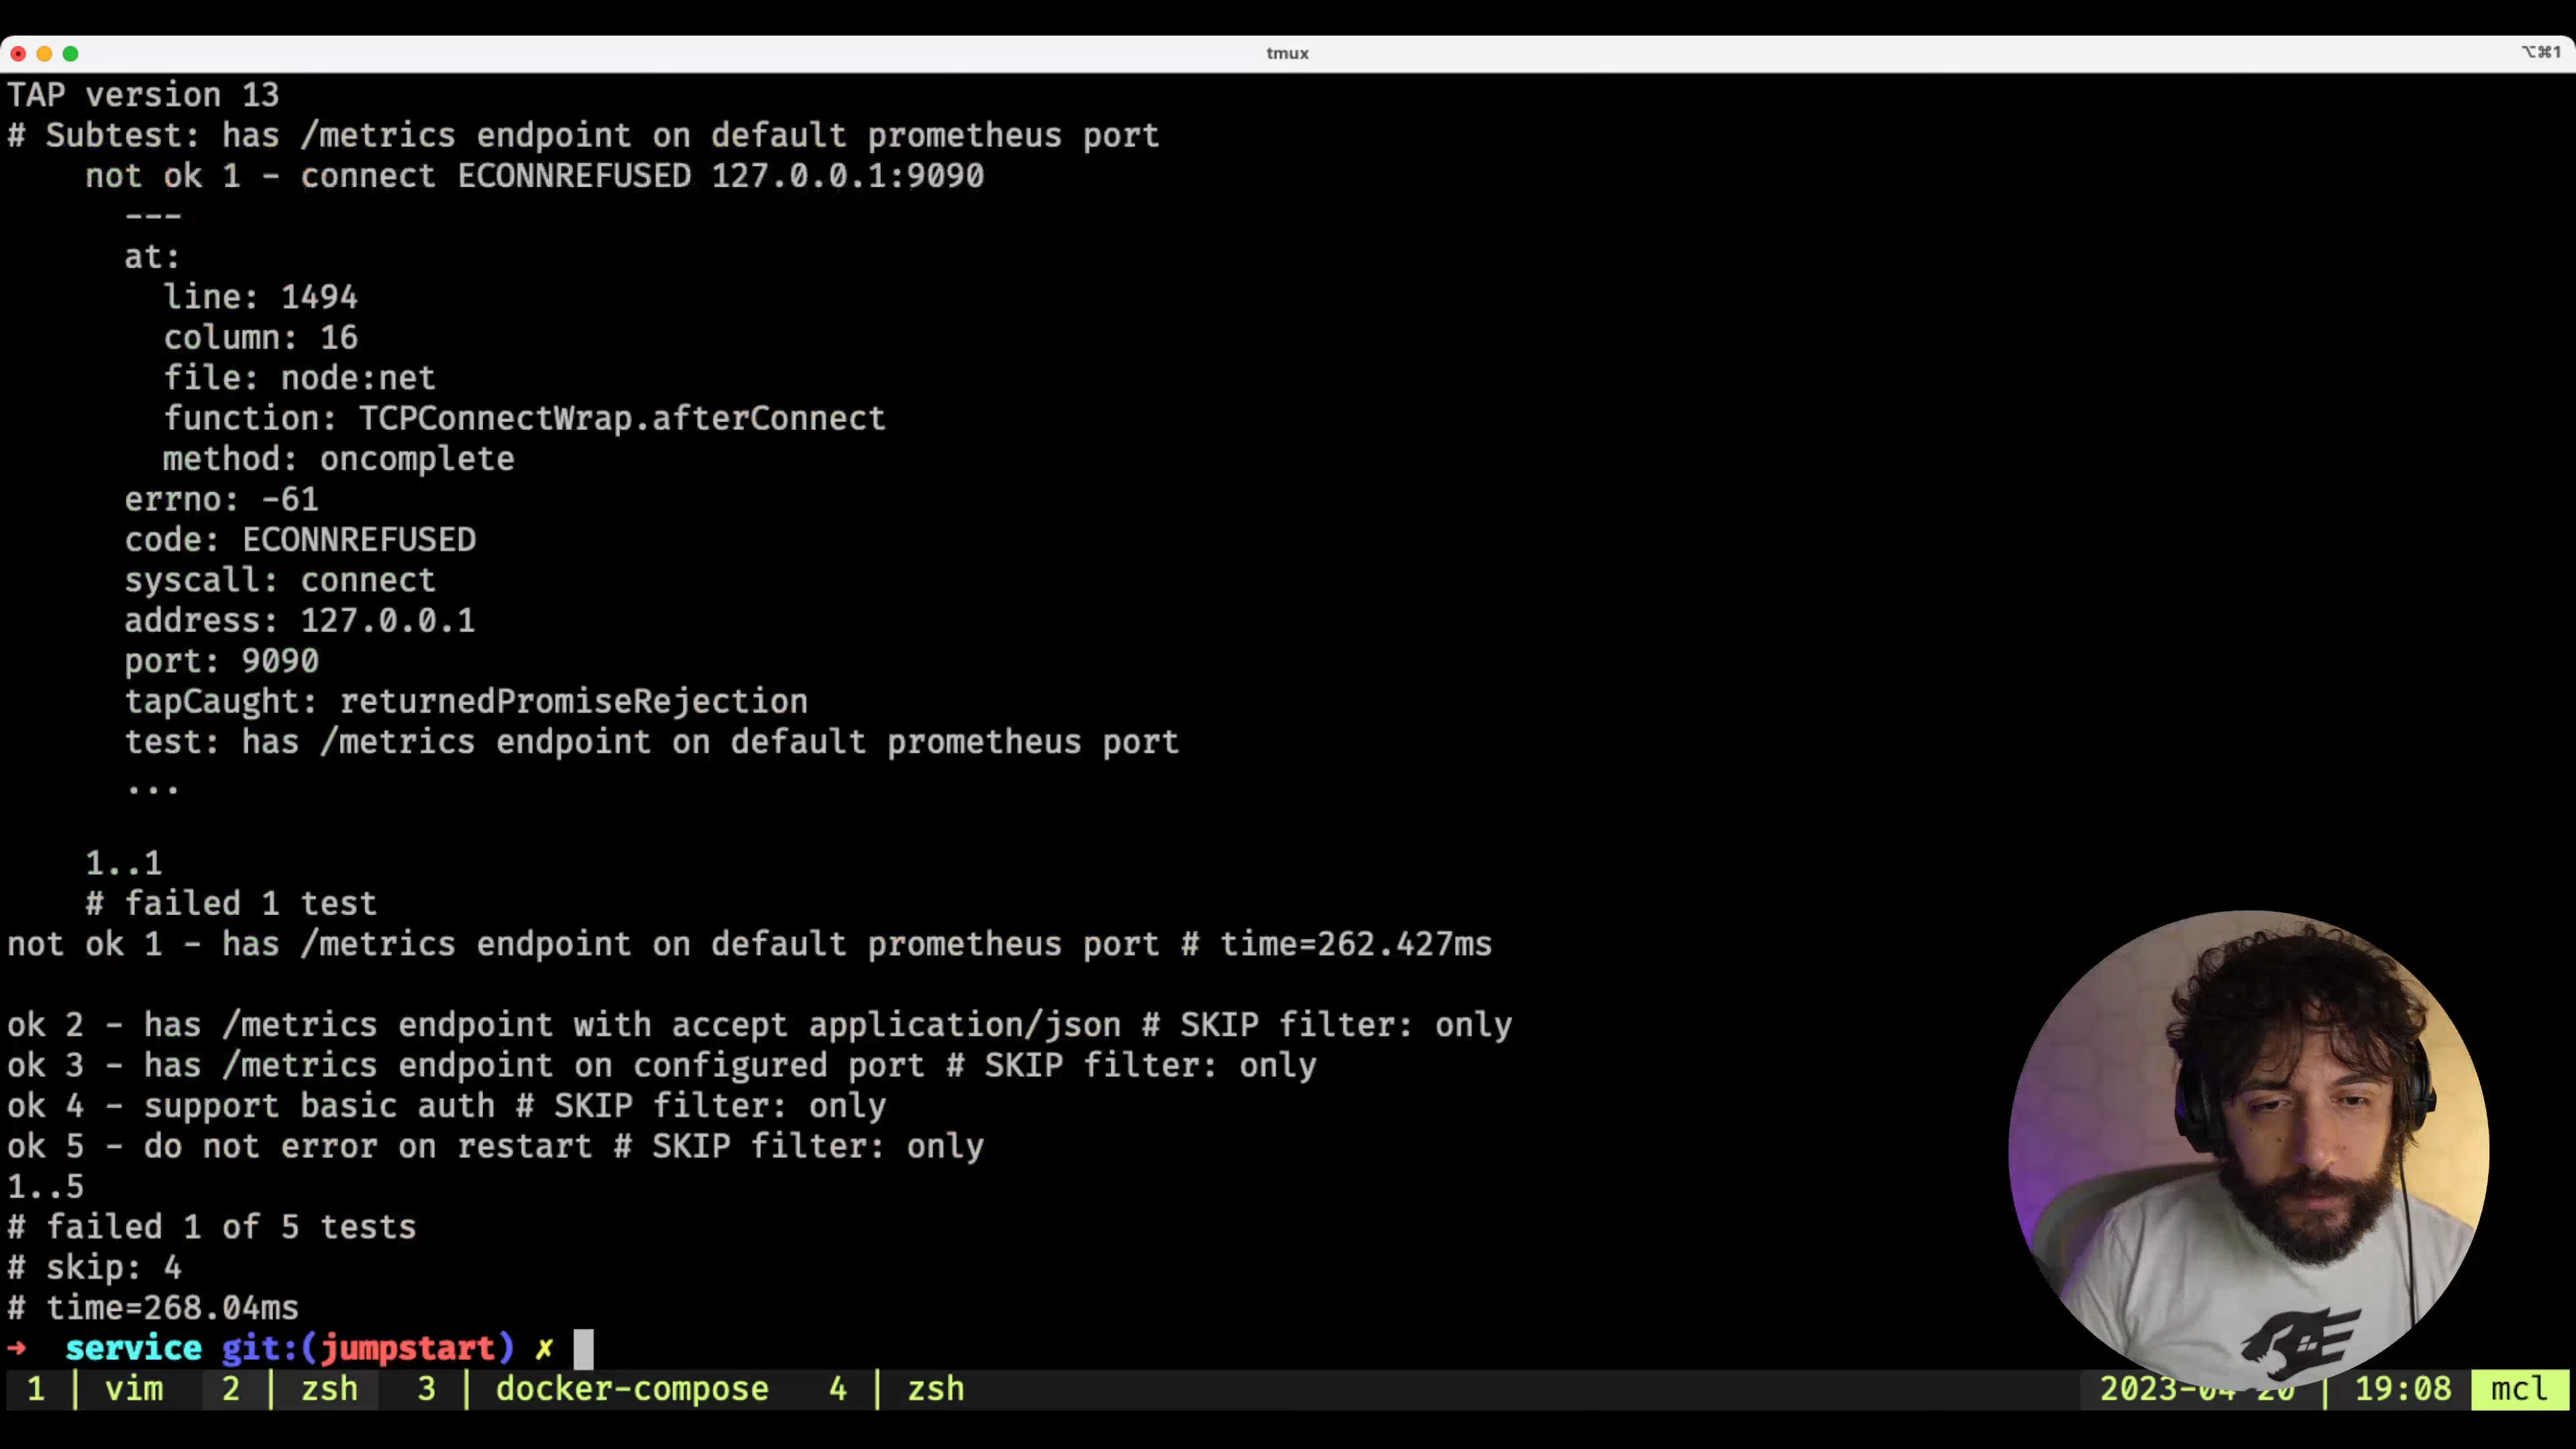 tmux
⌥⌘1
TAP version 13
# Subtest: has /metrics endpoint on default prometheus port
not ok 1 - connect ECONNREFUSED 127.0.0.1:9090
---
at:
line: 1494
column: 16
file: node:net
function: TCPConnectWrap.afterConnect
method: oncomplete
errno: -61
code: ECONNREFUSED
syscall: connect
address: 127.0.0.1
port: 9090
tapCaught: returnedPromiseRejection
test: has /metrics endpoint on default prometheus port
...
1..1
# failed 1 test
not ok 1 - has /metrics endpoint on default prometheus port # time=262.427ms
ok 2 - has /metrics endpoint with accept application/json # SKIP filter: only
ok 3 - has /metrics endpoint on configured port # SKIP filter: only
ok 4 - support basic auth # SKIP filter: only
ok 5 - do not error on restart # SKIP filter: only
1..5
# failed 1 of 5 tests
# skip: 4
# time=268.04ms
→ service git:(jumpstart) ✗
1 | vim 2 | zsh 3 | docker-compose 4 | zsh 2023-04-20 | 19:08 mcl